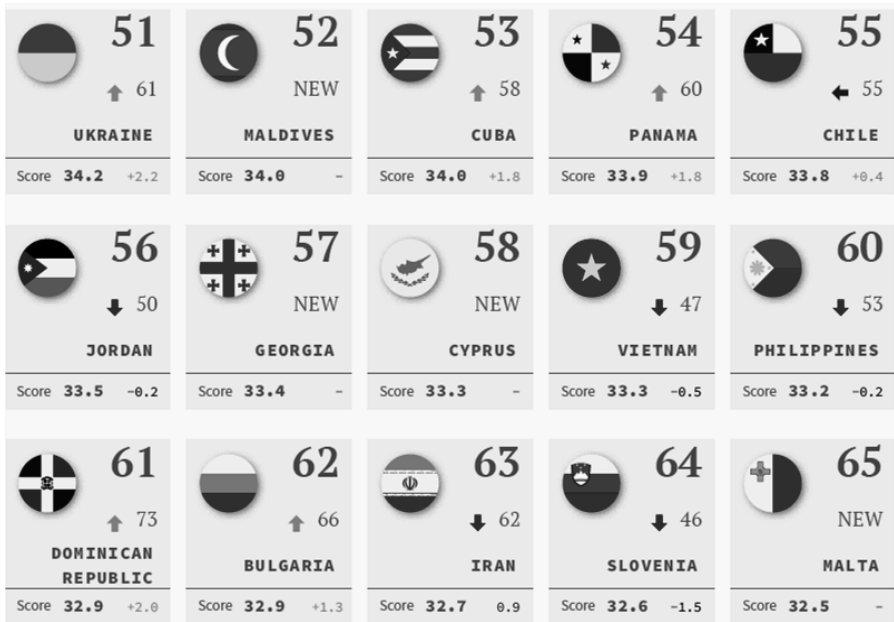 51
61
UKRAINE
Score 34.2 +2.2
52
NEW
MALDIVES
Score 34.0 -
53
58
CUBA
Score 34.0 +1.8
54
60
PANAMA
Score 33.9 +1.8
55
55
CHILE
Score 33.8 +0.4
56
50
JORDAN
Score 33.5 -0.2
57
NEW
GEORGIA
Score 33.4 -
58
NEW
CYPRUS
Score 33.3 -
59
47
VIETNAM
Score 33.3 -0.5
60
53
PHILIPPINES
Score 33.2 -0.2
61
73
DOMINICAN
REPUBLIC
Score 32.9 +2.0
62
66
BULGARIA
Score 32.9 +1.3
63
62
IRAN
Score 32.7 0.9
64
46
SLOVENIA
Score 32.6 -1.5
65
NEW
MALTA
Score 32.5 -